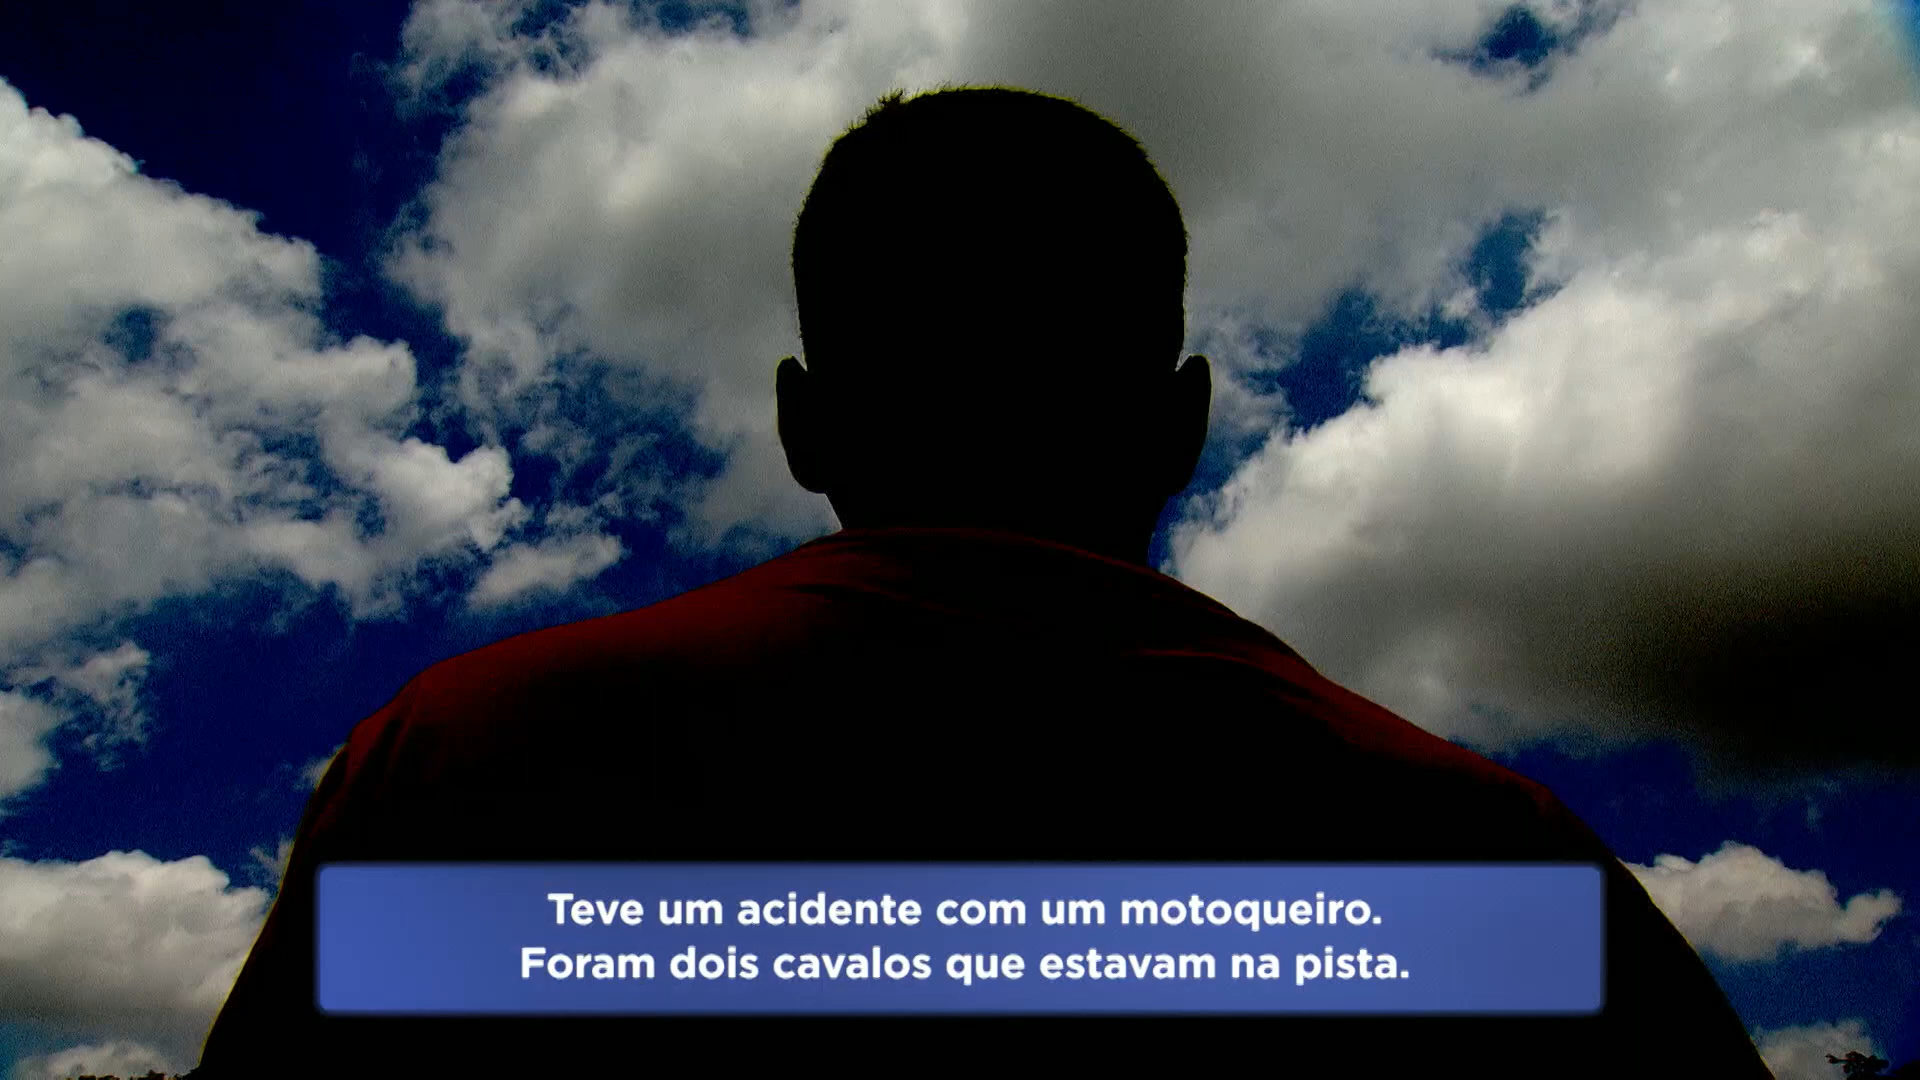 Teve um acidente com um motoqueiro.
Foram dois cavalos que estavam na pista.